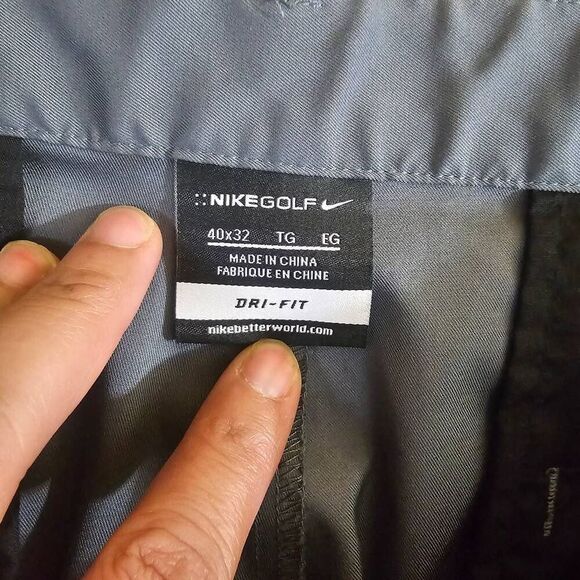 NIKEGOLF
40x32 TG EG
MADE IN CHINA
FABRIQUE EN CHINE
DRI-FIT
nikebetterworld.com